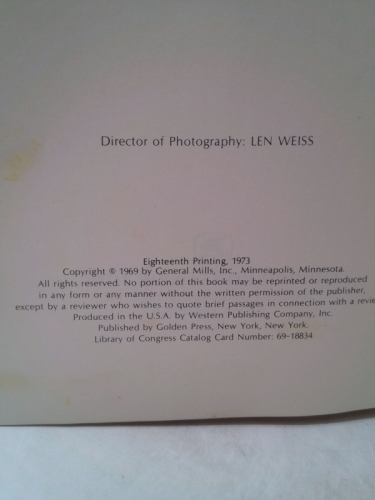 Director of Photography: LEN WEISS
Eighteenth Printing, 1973
Copyright © 1969 by General Mills, Inc., Minneapolis, Minnesota.
All rights reserved. No portion of this book may be reprinted or reproduced
in any form or any manner without the written permission of the publisher,
except by a reviewer who wishes to quote brief passages in connection with a
Produced in the U.S.A. by Western Publishing Company, Inc.
Published by Golden Press, New York, New York.
Library of Congress Catalog Card Number: 69-18834